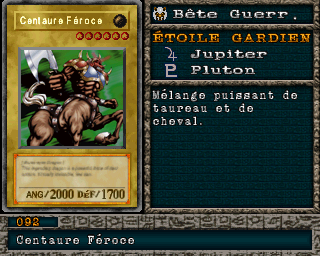 Centaure Féroce
ANG/2000 DÉF/1700
Bête Guerr.
ÉTOILE GARDIEN
Jupiter
Pluton
Mélange puissant de
taureau et de
cheval.
092
Centaure Féroce